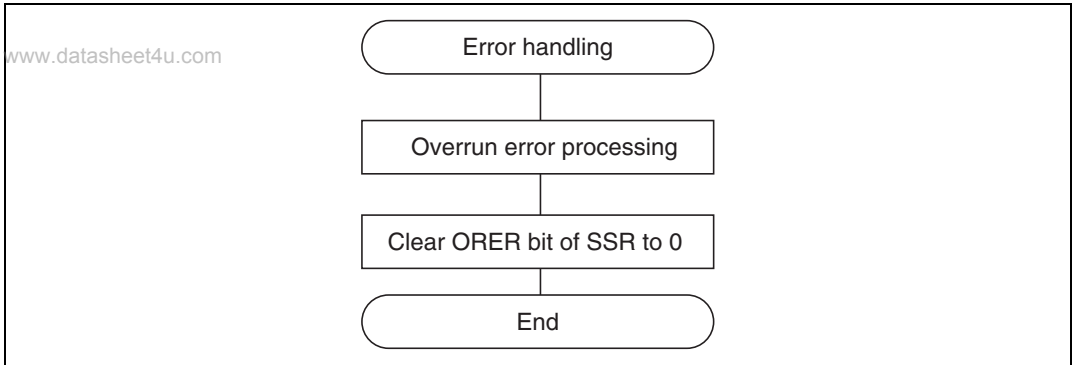 Error handling
www.datasheet4u.com
Overrun error processing
Clear ORER bit of SSR to 0
End